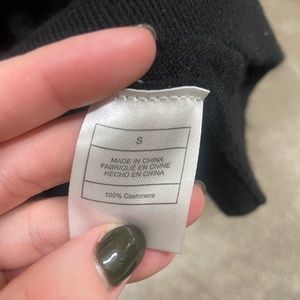 S
MADE IN CHINA
FABRIQUÉ EN CHINE
HECHO EN CHINA
100% Cashmere